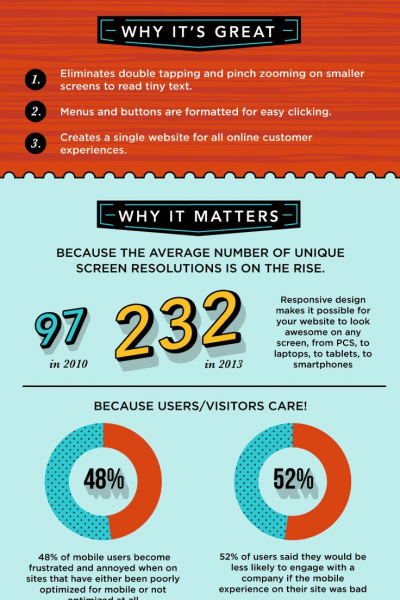 WHY IT'S GREAT
1. Eliminates double tapping and pinch zooming on smaller
screens to read tiny text.
2. Menus and buttons are formatted for easy clicking.
3. Creates a single website for all online customer
experiences.
WHY IT MATTERS
BECAUSE THE AVERAGE NUMBER OF UNIQUE
SCREEN RESOLUTIONS IS ON THE RISE.
97
in 2010
232
in 2013
Responsive design
makes it possible for
your website to look
awesome on any
screen, from PCS, to
laptops, to tablets, to
smartphones
BECAUSE USERS/VISITORS CARE!
48%
48% of mobile users become
frustrated and annoyed when on
sites that have either been poorly
optimized for mobile or not
optimized at all
52%
52% of users said they would be
less likely to engage with a
company if the mobile
experience on their site was bad